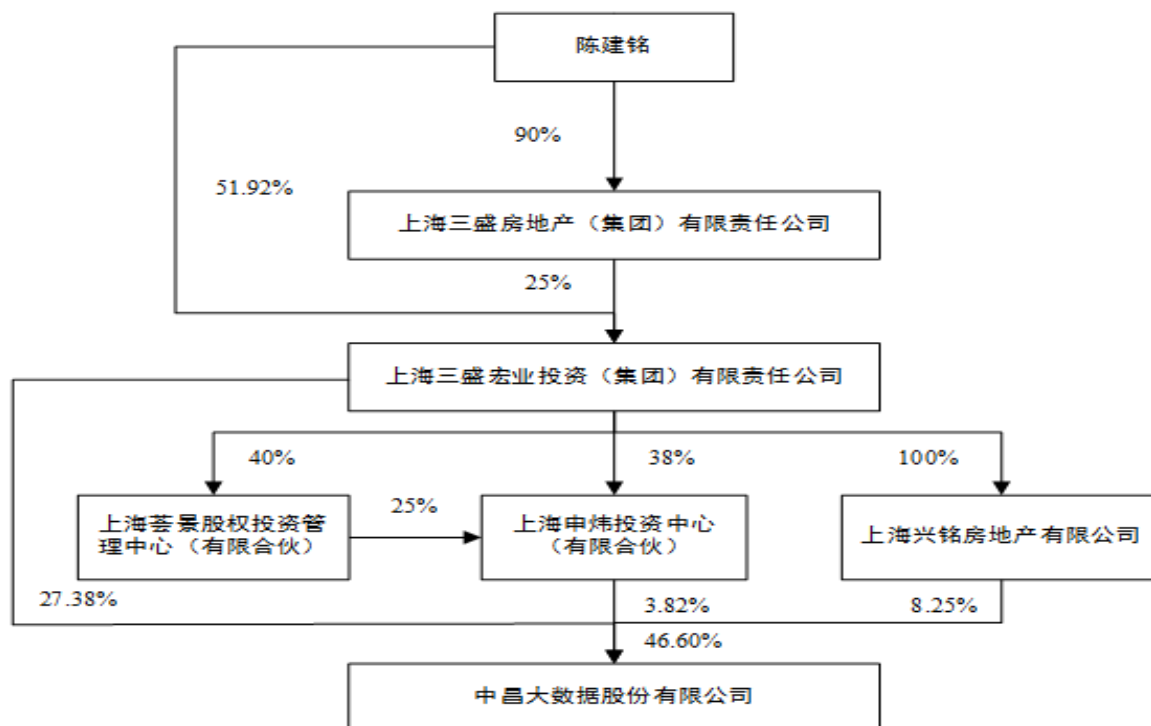 陈建铭
90%
51.92%
上海三盛房地产（集团）有限责任公司
25%
上海三盛宏业投资（集团）有限责任公司
40%
38%
100%
上海荟景股权投资管
理中心（有限合伙）
25%
上海申炜投资中心
（有限合伙）
上海兴铭房地产有限公司
27.38%
3.82%
8.25%
46.60%
中昌大数据股份有限公司